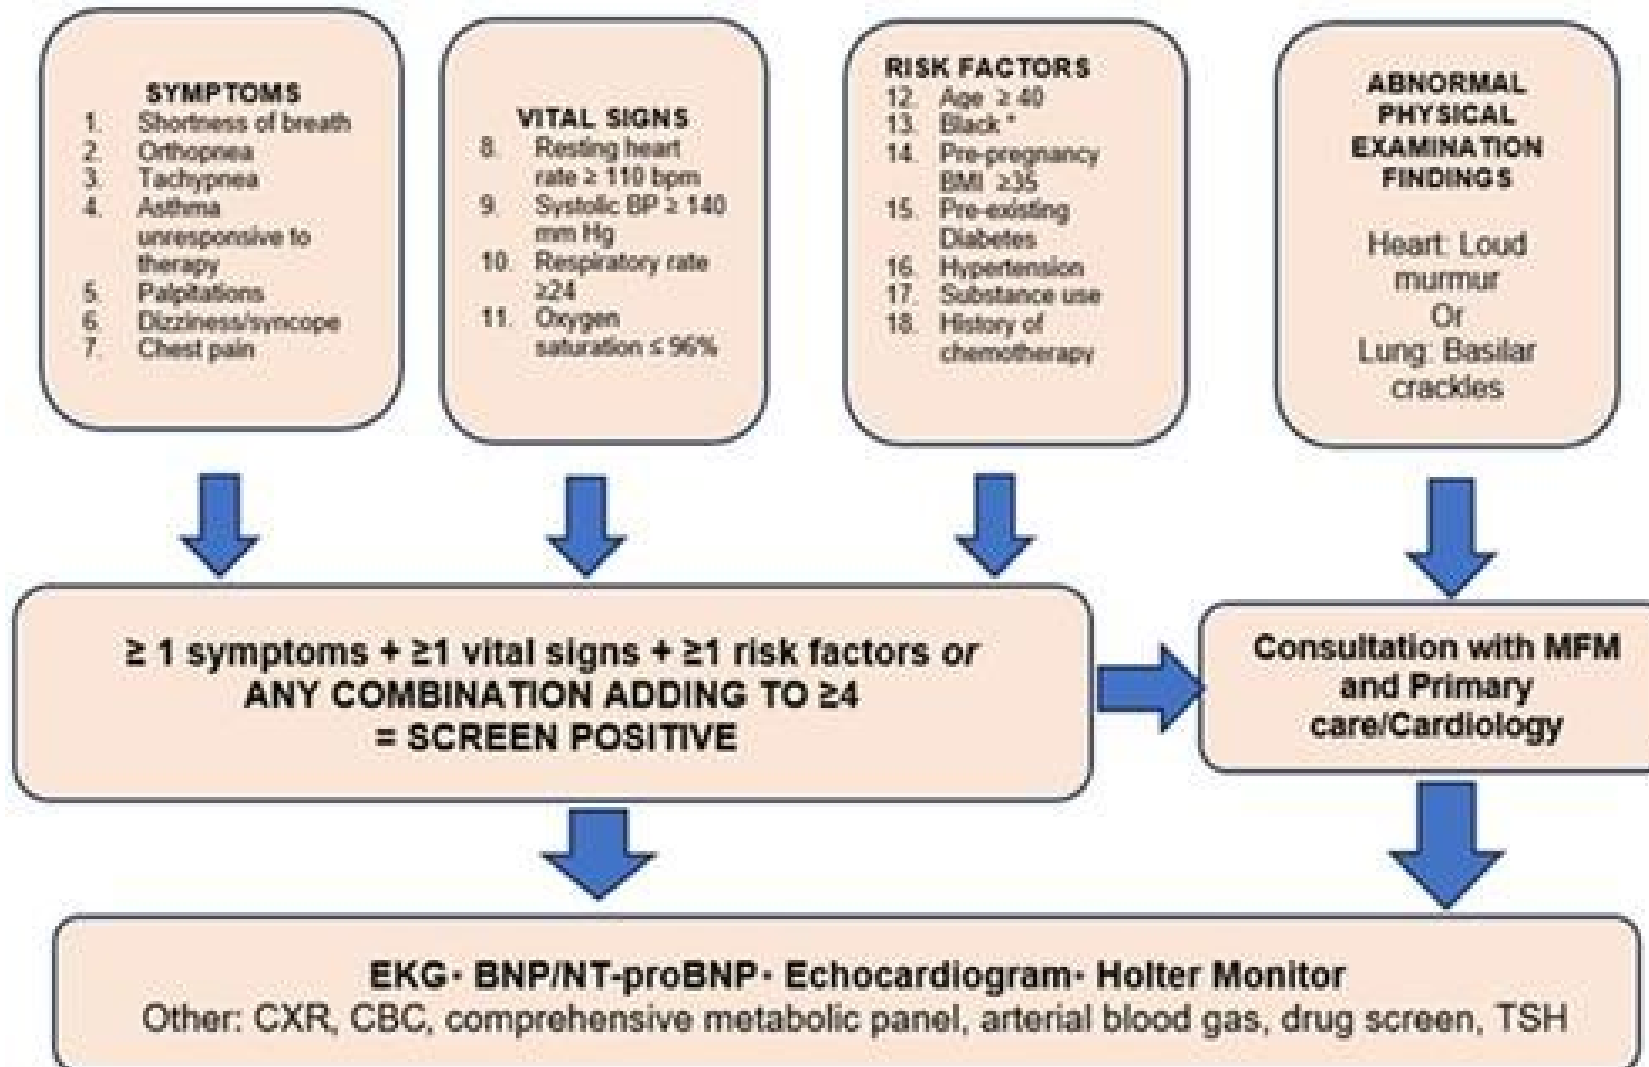 SYMPTOMS
1. Shortness of breath
2. Orthopnea
3. Tachypnea
4. Asthma
unresponsive to
therapy
5. Palpitations
6. Dizziness/syncope
7. Chest pain
VITAL SIGNS
8. Resting heart
rate ≥ 110 bpm
9. Systolic BP ≥ 140
mm Hg
10. Respiratory rate
≥24
11. Oxygen
saturation ≤ 96%
RISK FACTORS
12. Age ≥ 40
13. Black *
14. Pre-pregnancy
BMI ≥35
15. Pre-existing
Diabetes
16. Hypertension
17. Substance use
18. History of
chemotherapy
ABNORMAL
PHYSICAL
EXAMINATION
FINDINGS
Heart: Loud
murmur
Or
Lung: Basilar
crackles
≥ 1 symptoms + ≥1 vital signs + ≥1 risk factors or
ANY COMBINATION ADDING TO ≥4
= SCREEN POSITIVE
Consultation with MFM
and Primary
care/Cardiology
EKG· BNP/NT-proBNP· Echocardiogram· Holter Monitor
Other: CXR, CBC, comprehensive metabolic panel, arterial blood gas, drug screen, TSH